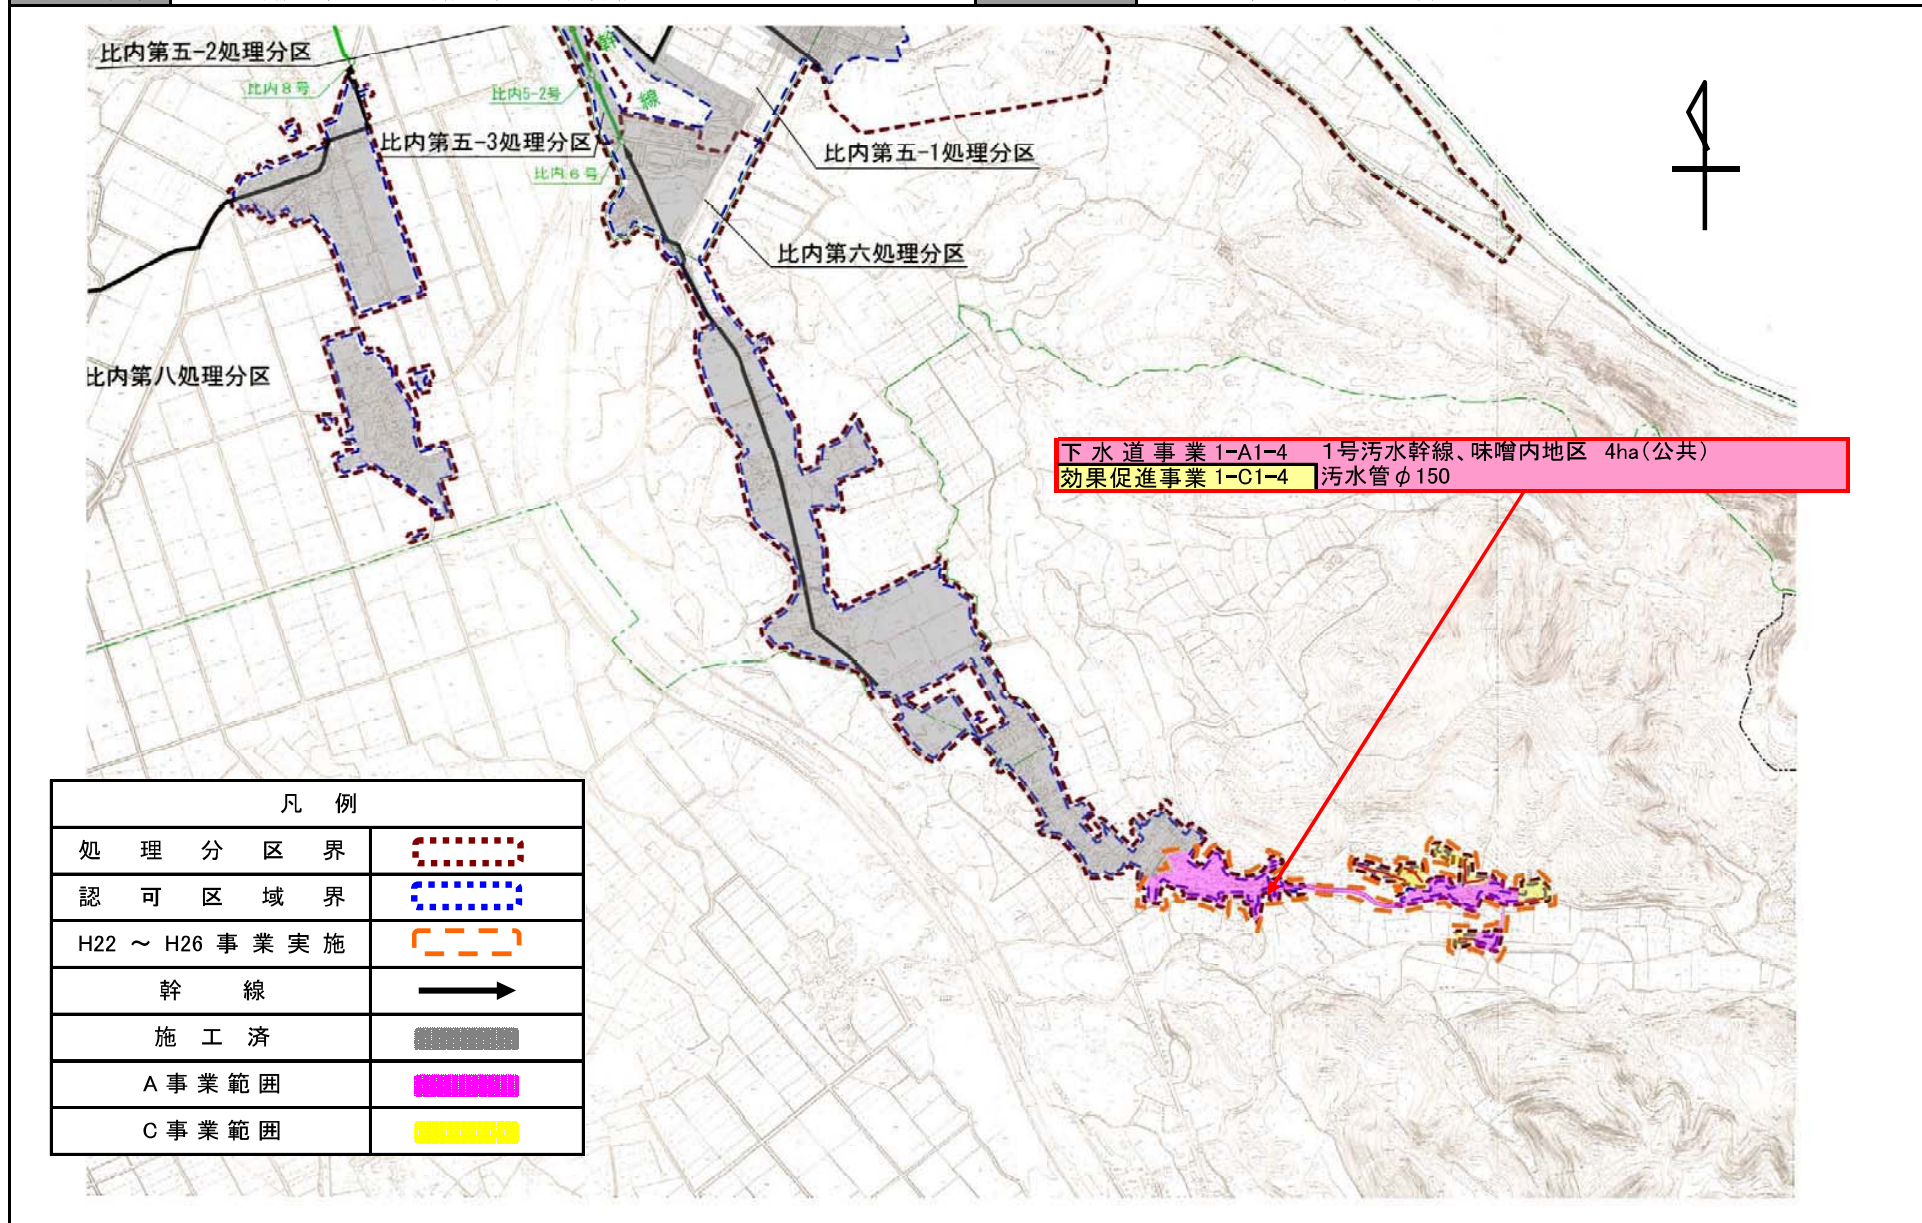 比内第五-2処理分区
比内8号
比内5-2号
幹
線
比内第五-3処理分区
比内6号
比内第五-1処理分区
比内第六処理分区
比内第八処理分区
下水道事業1-A1-4 1号汚水幹線、味噌内地区 4ha(公共)
効果促進事業1-C1-4 汚水管φ150
凡例
処理分区界
認可区域界
H22～H26事業実施
幹線
施工済
A事業範囲
C事業範囲